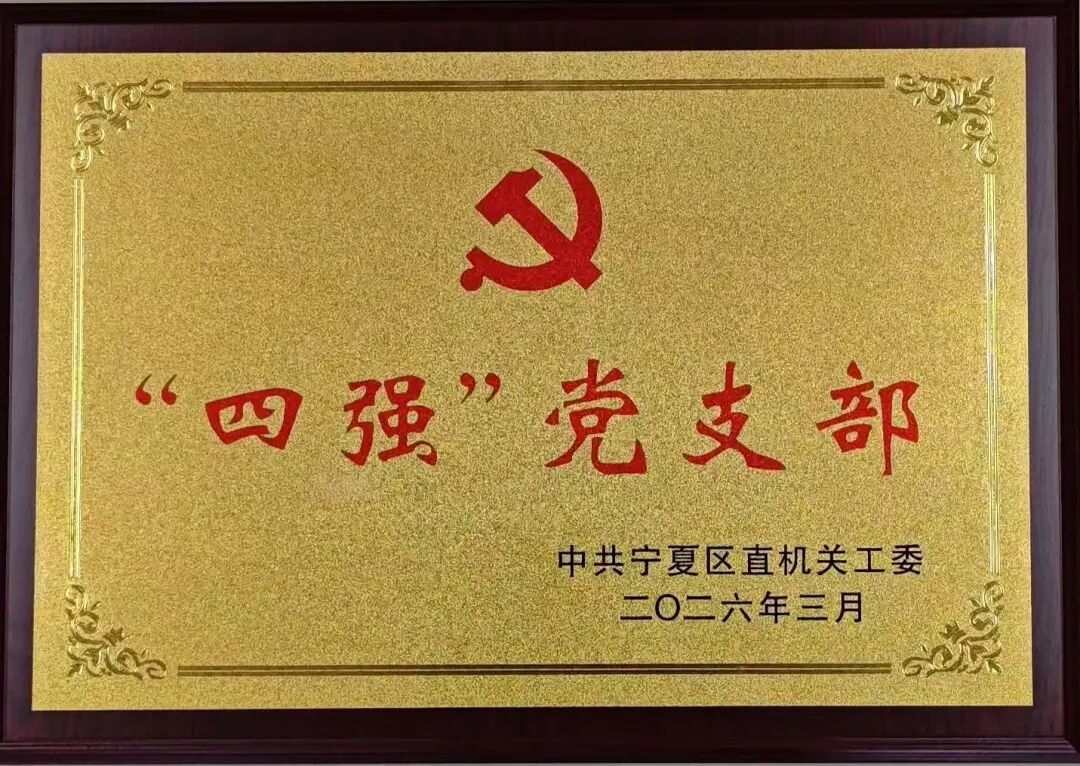 “四强”党支部
中共宁夏区直机关工委
二〇二六年三月